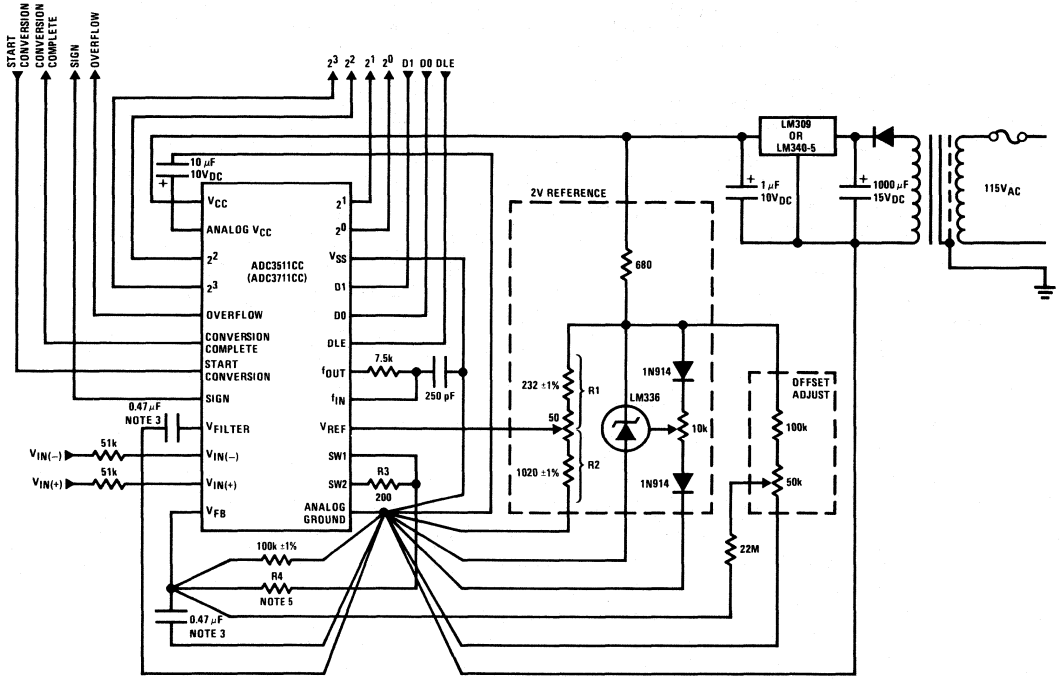 START
CONVERSION
CONVERSION
COMPLETE
SIGN
OVERFLOW
2³ 2² 2¹ 2⁰ D1 D0 DLE
LM309
OR
LM340-5
10 µF
10VDC
+
+
1 µF
10VDC
+
1000 µF
15VDC
115VAC
2V REFERENCE
VCC
ANALOG VCC
2²
2³
OVERFLOW
CONVERSION
COMPLETE
START
CONVERSION
SIGN
VFILTER
VIN(−)
VIN(+)
VFB
ADC3511CC
(ADC3711CC)
2¹
2⁰
VSS
D1
D0
DLE
fOUT
fIN
VREF
SW1
SW2
ANALOG
GROUND
7.5k
250 pF
R3
200
680
232 ±1%
R1
50
R2
1020 ±1%
LM336
1N914
10k
1N914
OFFSET
ADJUST
100k
50k
22M
0.47 µF
NOTE 3
VIN(−)
51k
VIN(+)
51k
100k ±1%
R4
NOTE 5
0.47 µF
NOTE 3